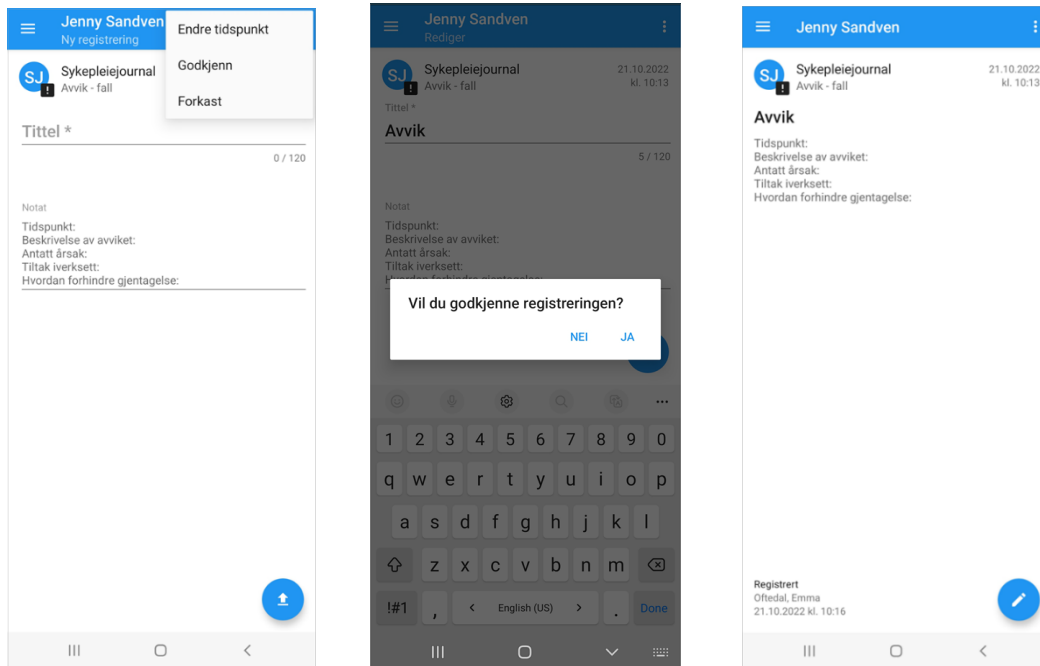 Jenny Sandven
Ny registrering
Endre tidspunkt
Godkjenn
Forkast
SJ
!
Sykepleiejournal
Avvik - fall
Tittel *
0 / 120
Notat
Tidspunkt:
Beskrivelse av avviket:
Antatt årsak:
Tiltak iverksett:
Hvordan forhindre gjentagelse:
Jenny Sandven
Rediger
SJ
!
Sykepleiejournal
Avvik - fall
21.10.2022
kl. 10:13
Tittel *
Avvik
5 / 120
Notat
Tidspunkt:
Beskrivelse av avviket:
Antatt årsak:
Tiltak iverksett:
Hvordan forhindre gjentagelse:
Vil du godkjenne registreringen?
NEI JA
1 2 3 4 5 6 7 8 9 0
q w e r t y u i o p
a s d f g h j k l
z x c v b n m
!#1 , < English (US) > . Done
Jenny Sandven
SJ
!
Sykepleiejournal
Avvik - fall
21.10.2022
kl. 10:13
Avvik
Tidspunkt:
Beskrivelse av avviket:
Antatt årsak:
Tiltak iverksett:
Hvordan forhindre gjentagelse:
Registrert
Oftedal, Emma
21.10.2022 kl. 10:16